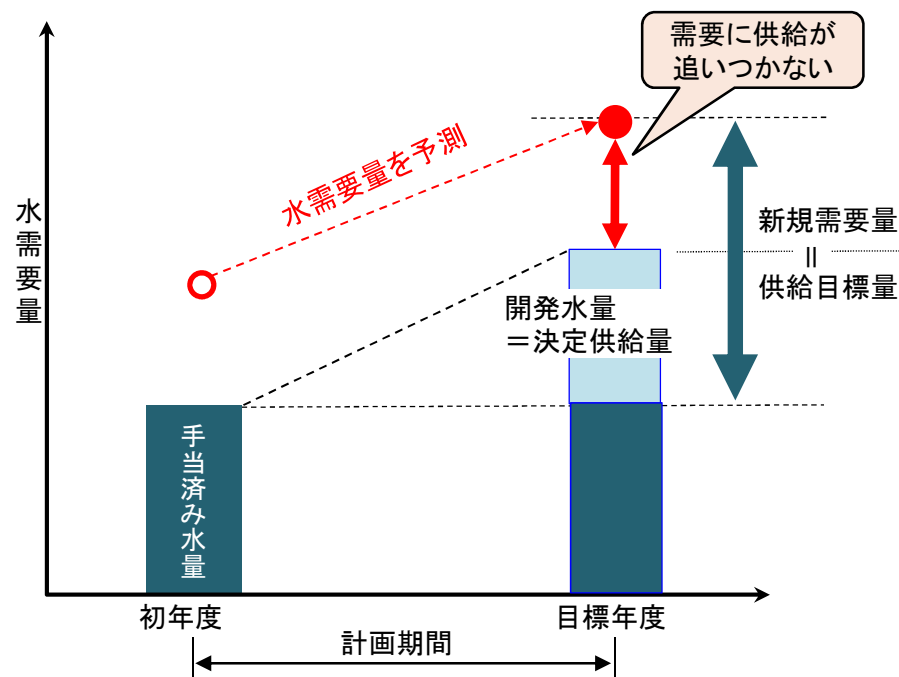 需要に供給が
追いつかない
水需要量を予測
水需要量
新規需要量
＝
供給目標量
開発水量
＝決定供給量
手当済み水量
初年度
目標年度
計画期間